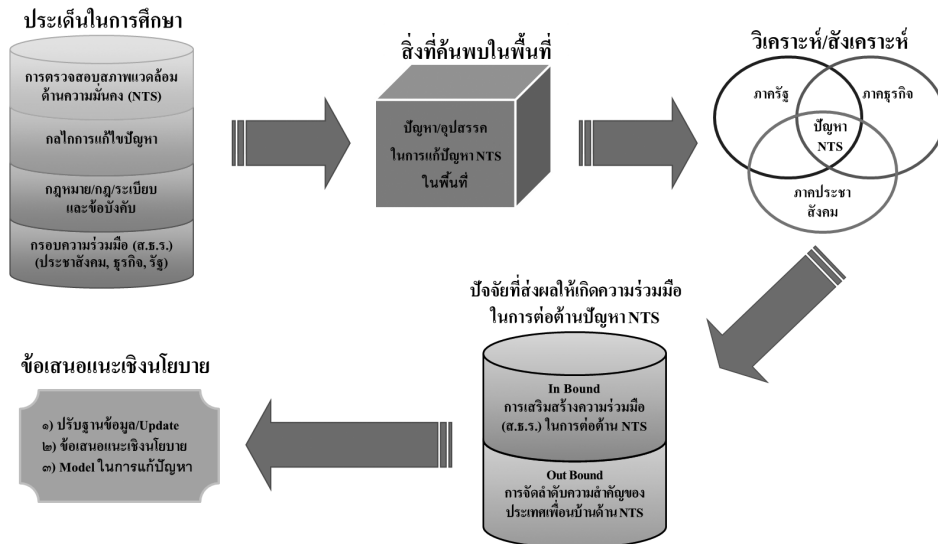 ประเด็นในการศึกษา
การตรวจสอบสภาพแวดล้อม
ด้านความมั่นคง (NTS)
กลไกการแก้ไขปัญหา
กฎหมาย/กฎ/ระเบียบ
และข้อบังคับ
กรอบความร่วมมือ (ส.ธ.ร.)
(ประชาสังคม, ธุรกิจ, รัฐ)
สิ่งที่ค้นพบในพื้นที่
ปัญหา/อุปสรรค
ในการแก้ปัญหา NTS
ในพื้นที่
วิเคราะห์/สังเคราะห์
ภาครัฐ
ภาคธุรกิจ
ปัญหา
NTS
ภาคประชา
สังคม
ปัจจัยที่ส่งผลให้เกิดความร่วมมือ
ในการต่อต้านปัญหา NTS
In Bound
การเสริมสร้างความร่วมมือ
(ส.ธ.ร.) ในการต่อต้าน NTS
Out Bound
การจัดลำดับความสำคัญของ
ประเทศเพื่อนบ้านด้าน NTS
ข้อเสนอแนะเชิงนโยบาย
๑) ปรับฐานข้อมูล/Update
๒) ข้อเสนอแนะเชิงนโยบาย
๓) Model ในการแก้ปัญหา